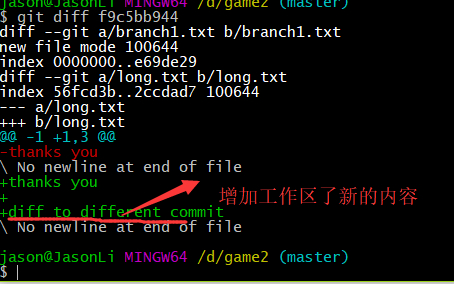 jason@JasonLi MINGW64 /d/game2 (master)
$ git diff f9c5bb944
diff --git a/branch1.txt b/branch1.txt
new file mode 100644
index 0000000..e69de29
diff --git a/long.txt b/long.txt
index 56fcd3b..2ccdad7 100644
--- a/long.txt
+++ b/long.txt
@@ -1 +1,3 @@
-thanks you
\ No newline at end of file
+thanks you
+
+diff to different commit
\ No newline at end of file
增加工作区了新的内容
jason@JasonLi MINGW64 /d/game2 (master)
$